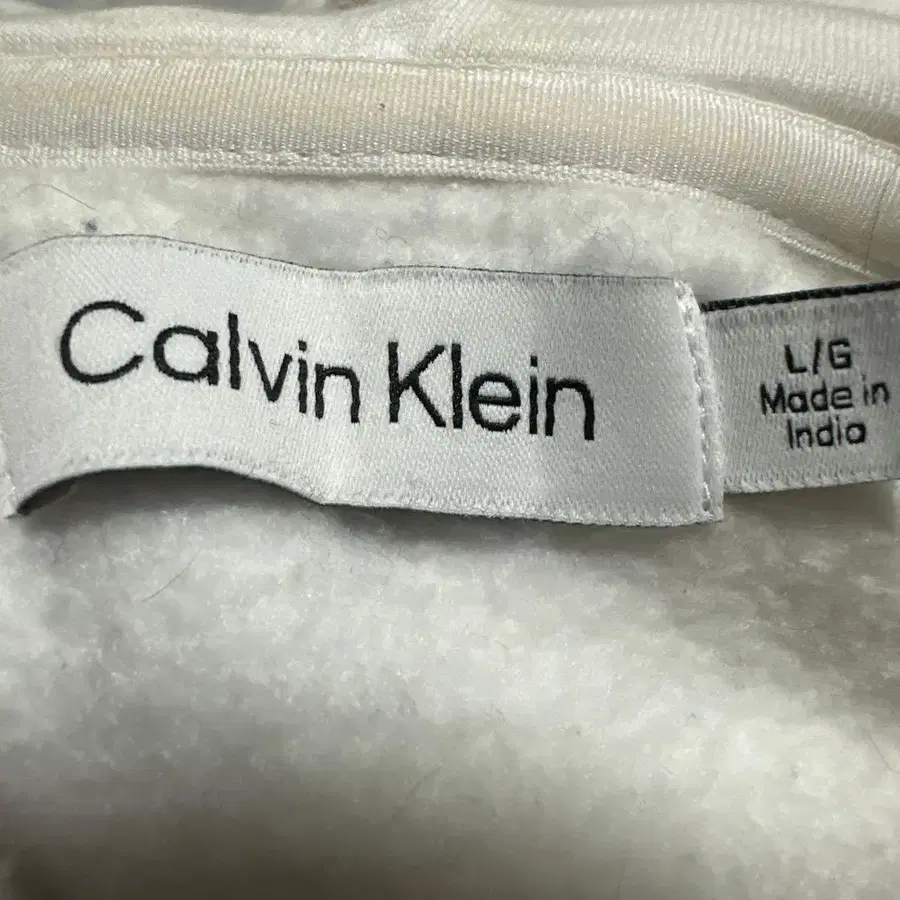 Calvin Klein
L/G
Made in
India